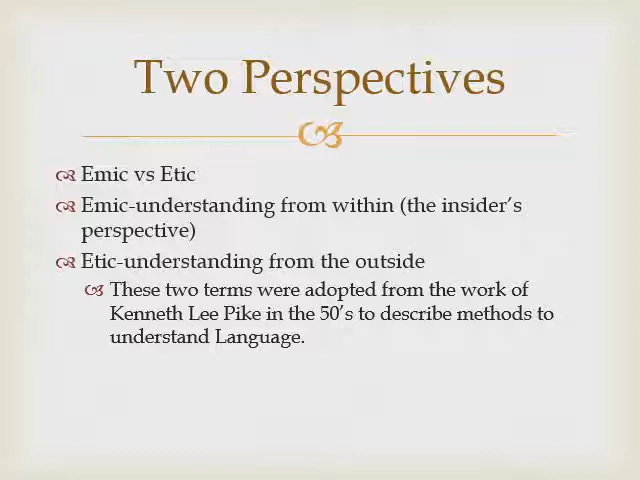 Two Perspectives
Emic vs Etic
Emic-understanding from within (the insider's
perspective)
Etic-understanding from the outside
These two terms were adopted from the work of
Kenneth Lee Pike in the 50's to describe methods to
understand Language.